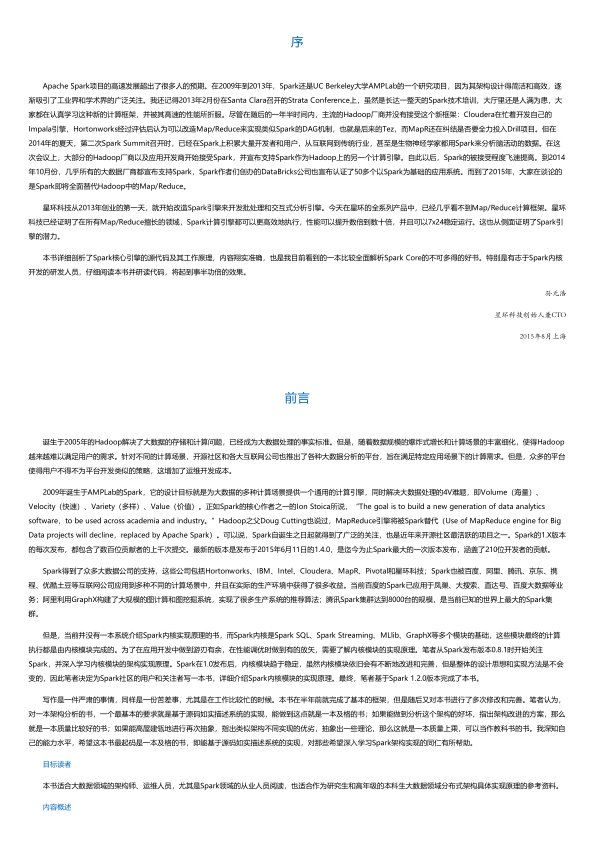 序
Apache Spark项目的高速发展超出了很多人的预期。在2009年到2013年，Spark还是UC Berkeley大学AMPLab的一个研究项目，因为其架构设计得简洁和高效，逐
渐吸引了工业界和学术界的广泛关注。我还记得2013年2月份在Santa Clara召开的Strata Conference上，虽然是长达一整天的Spark技术培训，大厅里还是人满为患，大
家都在认真学习这种新的计算框架，并被其高速的性能所折服。尽管在随后的一年半时间内，主流的Hadoop厂商并没有接受这个新框架：Cloudera在忙着开发自己的
Impala引擎，Hortonworks经过评估后认为可以改造Map/Reduce来实现类似Spark的DAG机制，也就是后来的Tez，而MapR还在纠结是否要全力投入Drill项目。但在
2014年的夏天，第二次Spark Summit召开时，已经在Spark上积累大量开发者和用户，从互联网到传统行业，甚至是生物神经学家都用Spark来分析脑活动的数据。在这
次会议上，大部分的Hadoop厂商以及应用开发商开始接受Spark，并宣布支持Spark作为Hadoop上的另一个计算引擎。自此以后，Spark的被接受程度飞速提高。到2014
年10月份，几乎所有的大数据厂商都宣布支持Spark，Spark作者们创办的DataBricks公司也宣布认证了50多个以Spark为基础的应用系统。而到了2015年，大家在谈论的
是Spark即将全面替代Hadoop中的Map/Reduce。
星环科技从2013年创业的第一天，就开始改造Spark引擎来开发批处理和交互式分析引擎。今天在星环的全系列产品中，已经几乎看不到Map/Reduce计算框架。星环
科技已经证明了在所有Map/Reduce擅长的领域，Spark计算引擎都可以更高效地执行，性能可以提升数倍到数十倍，并且可以7x24稳定运行。这也从侧面证明了Spark引
擎的潜力。
本书详细剖析了Spark核心引擎的源代码及其工作原理，内容翔实准确，也是我目前看到的一本比较全面解析Spark Core的不可多得的好书。特别是有志于Spark内核
开发的研发人员，仔细阅读本书并研读代码，将起到事半功倍的效果。
孙元浩
星环科技创始人兼CTO
2015年8月上海
前言
诞生于2005年的Hadoop解决了大数据的存储和计算问题，已经成为大数据处理的事实标准。但是，随着数据规模的爆炸式增长和计算场景的丰富细化，使得Hadoop
越来越难以满足用户的需求。针对不同的计算场景，开源社区和各大互联网公司也推出了各种大数据分析的平台，旨在满足特定应用场景下的计算需求。但是，众多的平台
使得用户不得不为平台开发类似的策略，这增加了运维开发成本。
2009年诞生于AMPLab的Spark，它的设计目标就是为大数据的多种计算场景提供一个通用的计算引擎，同时解决大数据处理的4V难题，即Volume（海量）、
Velocity（快速）、Variety（多样）、Value（价值）。正如Spark的核心作者之一的Ion Stoica所说，“The goal is to build a new generation of data analytics
software，to be used across academia and industry。”Hadoop之父Doug Cutting也说过，MapReduce引擎将被Spark替代（Use of MapReduce engine for Big
Data projects will decline，replaced by Apache Spark）。可以说，Spark自诞生之日起就得到了广泛的关注，也是近年来开源社区最活跃的项目之一。Spark的1.X版本
的每次发布，都包含了数百位贡献者的上千次提交。最新的版本是发布于2015年6月11日的1.4.0，是迄今为止Spark最大的一次版本发布，涵盖了210位开发者的贡献。
Spark得到了众多大数据公司的支持，这些公司包括Hortonworks、IBM、Intel、Cloudera、MapR、Pivotal和星环科技；Spark也被百度、阿里、腾讯、京东、携
程、优酷土豆等互联网公司应用到多种不同的计算场景中，并且在实际的生产环境中获得了很多收益。当前百度的Spark已应用于凤巢、大搜索、直达号、百度大数据等业
务；阿里利用GraphX构建了大规模的图计算和图挖掘系统，实现了很多生产系统的推荐算法；腾讯Spark集群达到8000台的规模，是当前已知的世界上最大的Spark集
群。
但是，当前并没有一本系统介绍Spark内核实现原理的书，而Spark内核是Spark SQL、Spark Streaming、MLlib、GraphX等多个模块的基础，这些模块最终的计算
执行都是由内核模块完成的。为了在应用开发中做到游刃有余，在性能调优时做到有的放矢，需要了解内核模块的实现原理。笔者从Spark发布版本0.8.1时开始关注
Spark，并深入学习内核模块的架构实现原理。Spark在1.0发布后，内核模块趋于稳定，虽然内核模块依旧会有不断地改进和完善，但是整体的设计思想和实现方法是不会
变的，因此笔者决定为Spark社区的用户和关注者写一本书，详细介绍Spark内核模块的实现原理。最终，笔者基于Spark 1.2.0版本完成了本书。
写作是一件严肃的事情，同样是一份苦差事，尤其是在工作比较忙的时候。本书在半年前就完成了基本的框架，但是随后又对本书进行了多次修改和完善。笔者认为，
对一本架构分析的书，一个最基本的要求就是基于源码如实描述系统的实现，能做到这点就是一本及格的书；如果能做到分析这个架构的好坏，指出架构改进的方案，那么
就是一本质量比较好的书；如果能高屋建瓴地进行再次抽象，指出类似架构不同实现的优劣，抽象出一些理论，那么这就是一本质量上乘，可以当作教科书的书。我深知自
己的能力水平，希望这本书最起码是一本及格的书，即能基于源码如实描述系统的实现，对那些希望深入学习Spark架构实现的同仁有所帮助。
目标读者
本书适合大数据领域的架构师、运维人员，尤其是Spark领域的从业人员阅读，也适合作为研究生和高年级的本科生大数据领域分布式架构具体实现原理的参考资料。
内容概述